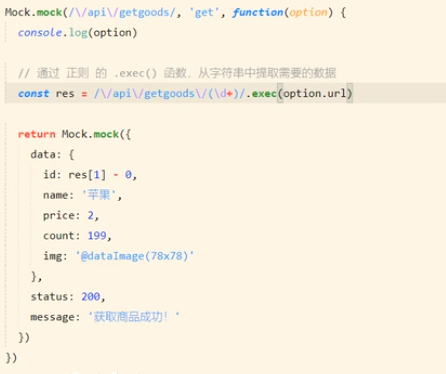 Mock.mock(/\/api\/getgoods/, 'get', function(option) {
  console.log(option)

  // 通过 正则 的 .exec() 函数，从字符串中提取需要的数据
  const res = /\/api\/getgoods\/(\d+)/.exec(option.url)

  return Mock.mock({
    data: {
      id: res[1] - 0,
      name: '苹果',
      price: 2,
      count: 199,
      img: '@dataImage(78x78)'
    },
    status: 200,
    message: '获取商品成功！'
  })
})